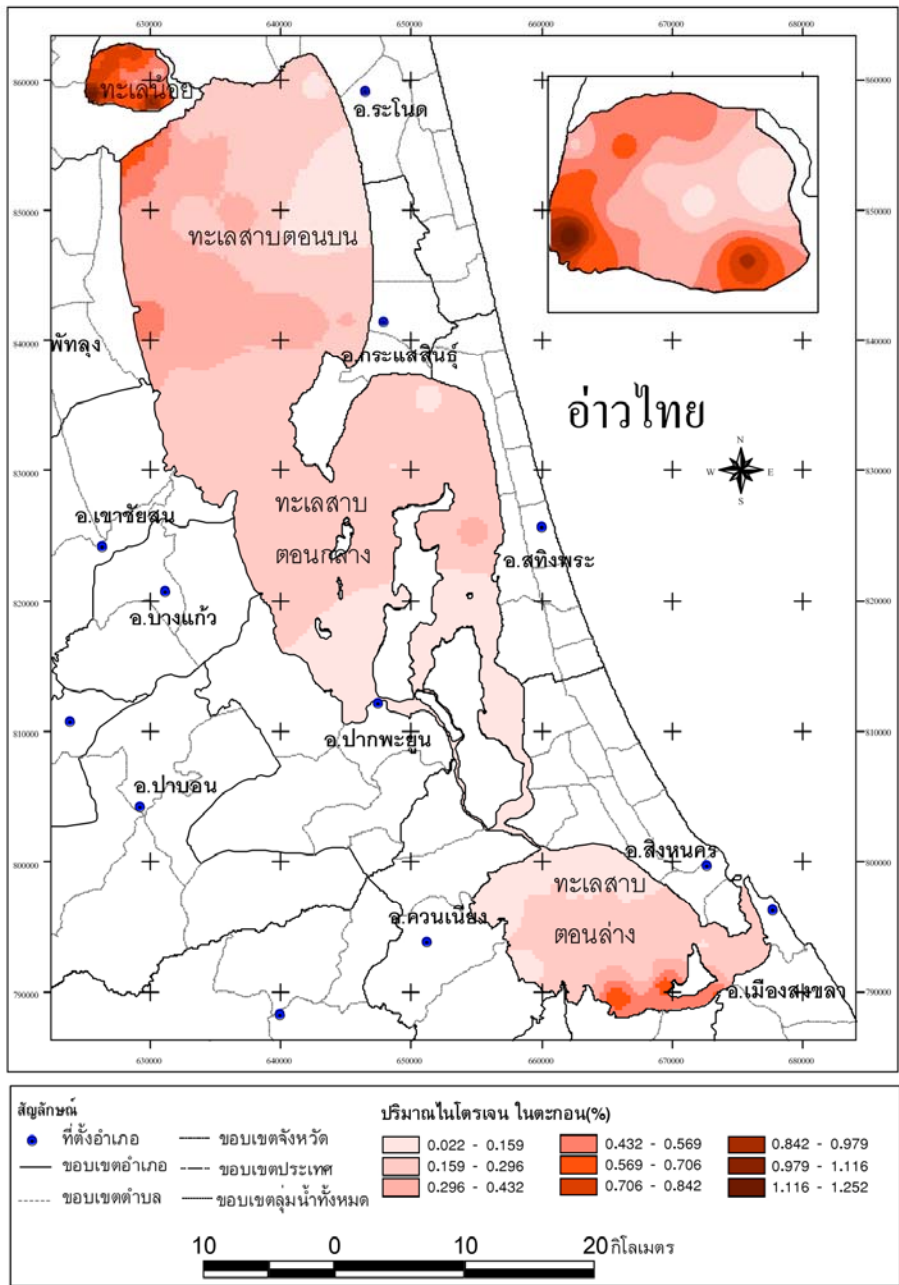 630000 640000 650000 660000 670000 680000
860000 860000
ทะเลน้อย
อ.ระโนด
850000 850000
ทะเลสาบตอนบน
840000 840000
พัทลุง
อ.กระแสสินธุ์
อ่าวไทย
N
W E
S
830000 830000
ทะเลสาบ
ตอนกลาง
อ.เขาชัยสน
อ.สทิงพระ
820000 820000
อ.บางแก้ว
810000 810000
อ.ปากพะยูน
อ.ป่าบอน
800000 800000
อ.สิงหนคร
ทะเลสาบ
ตอนล่าง
อ.ควนเนียง
790000 790000
อ.เมืองสงขลา
630000 640000 650000 660000 670000 680000
สัญลักษณ์
ที่ตั้งอำเภอ
ขอบเขตอำเภอ
ขอบเขตตำบล
ขอบเขตจังหวัด
ขอบเขตประเทศ
ขอบเขตลุ่มน้ำทั้งหมด
ปริมาณไนโตรเจน ในตะกอน(%)
0.022 - 0.159
0.159 - 0.296
0.296 - 0.432
0.432 - 0.569
0.569 - 0.706
0.706 - 0.842
0.842 - 0.979
0.979 - 1.116
1.116 - 1.252
10 0 10 20 กิโลเมตร